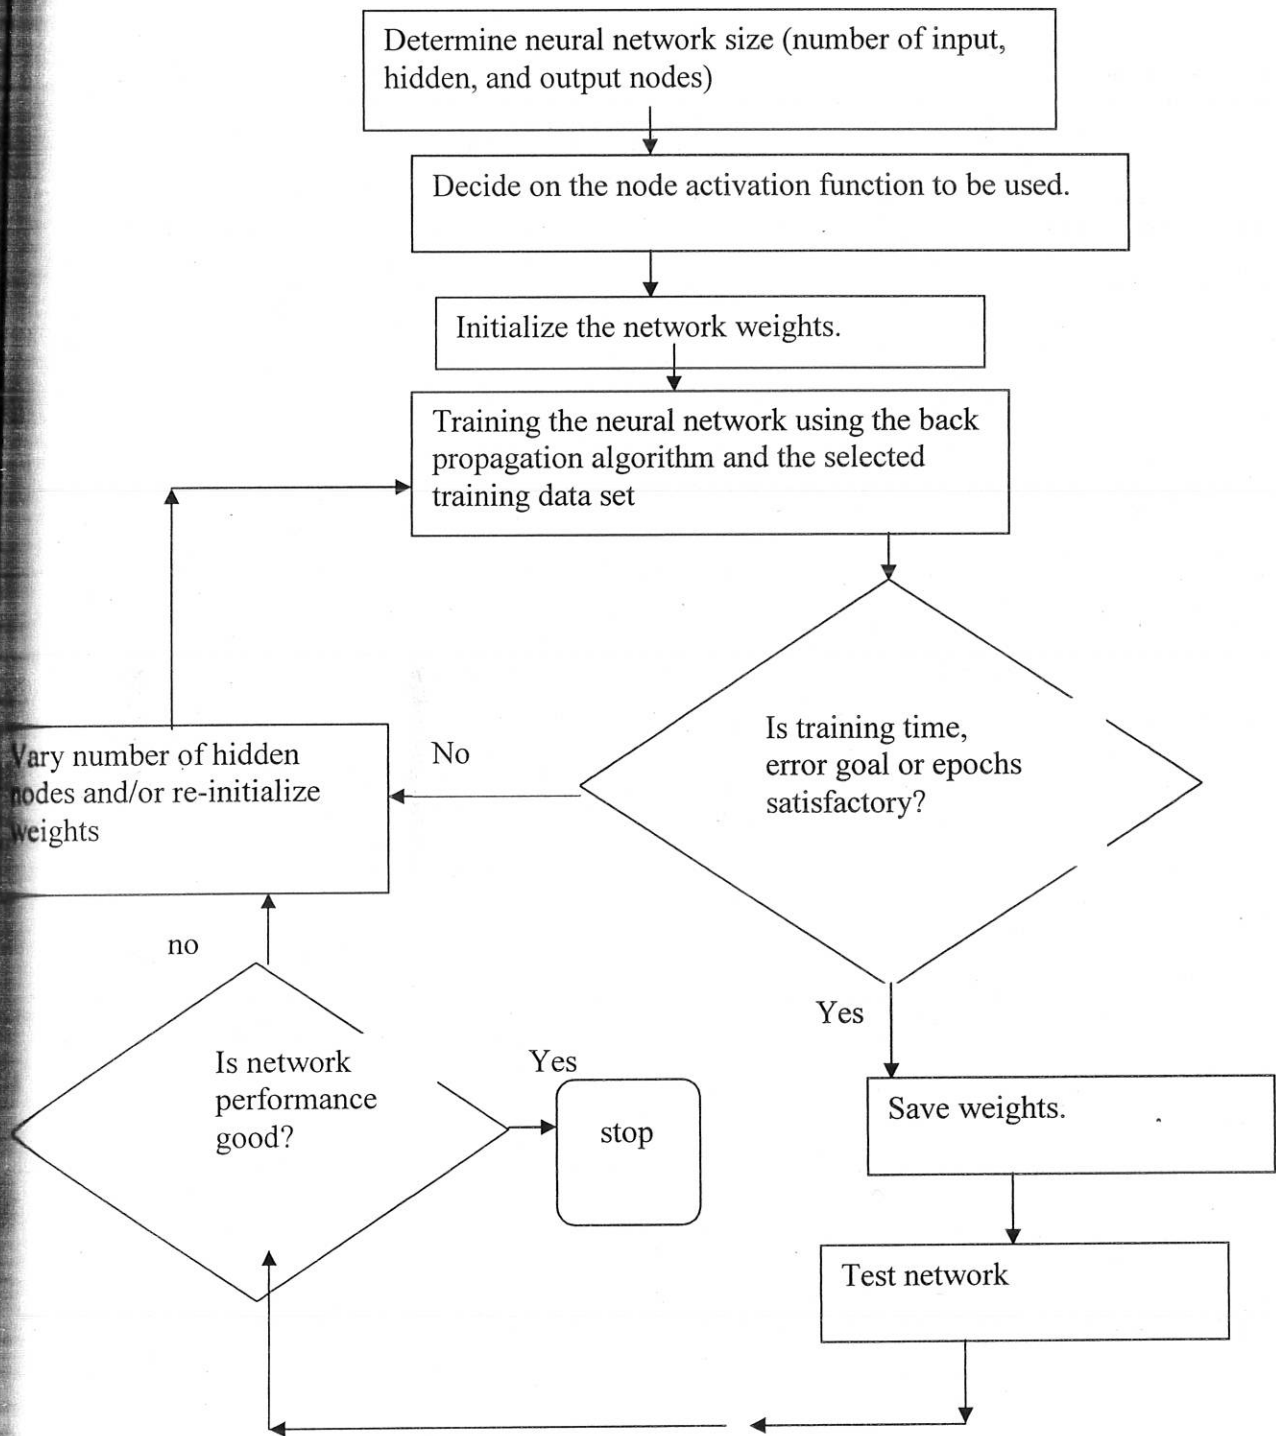 Determine neural network size (number of input,
hidden, and output nodes)
Decide on the node activation function to be used.
Initialize the network weights.
Training the neural network using the back
propagation algorithm and the selected
training data set
Is training time,
error goal or epochs
satisfactory?
No
Vary number of hidden
nodes and/or re-initialize
weights
no
Yes
Is network
performance
good?
Yes
stop
Save weights.
Test network